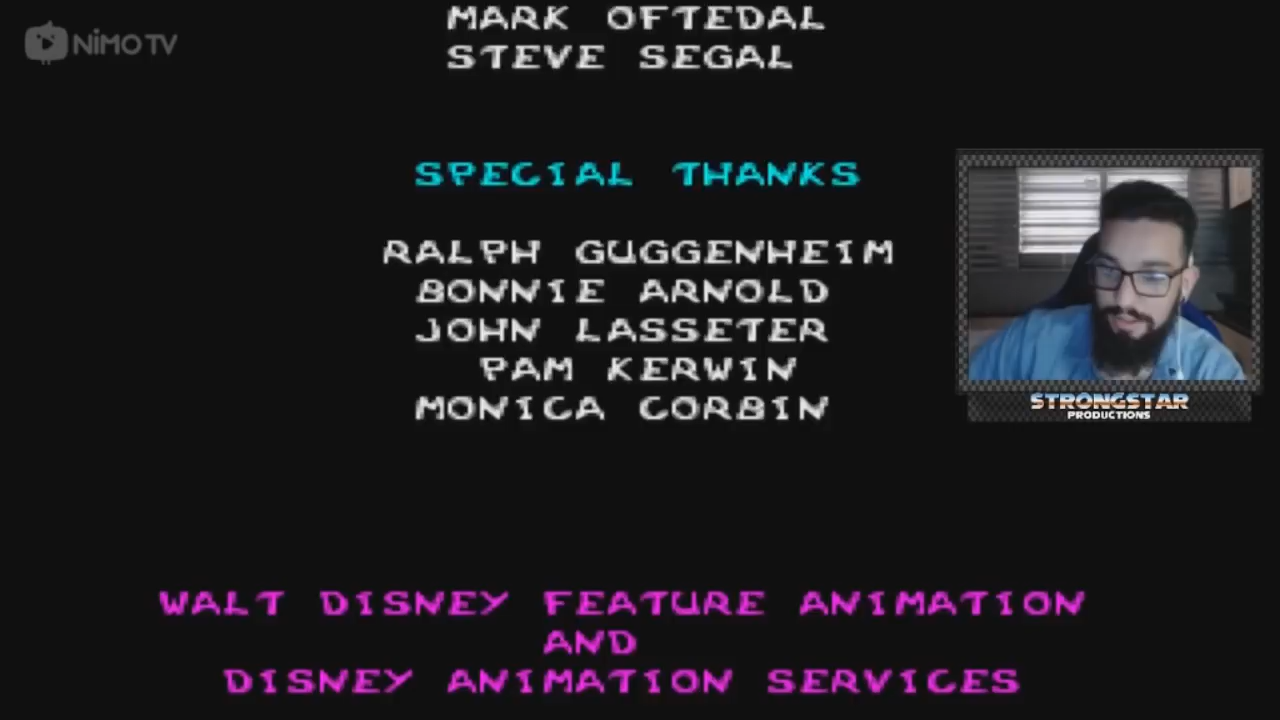 NiMO TV
MARK OFTEDAL
STEVE SEGAL
SPECIAL THANKS
RALPH GUGGENHEIM
BONNIE ARNOLD
JOHN LASSETER
PAM KERWIN
MONICA CORBIN
STRONGSTAR
PRODUCTIONS
WALT DISNEY FEATURE ANIMATION
AND
DISNEY ANIMATION SERVICES